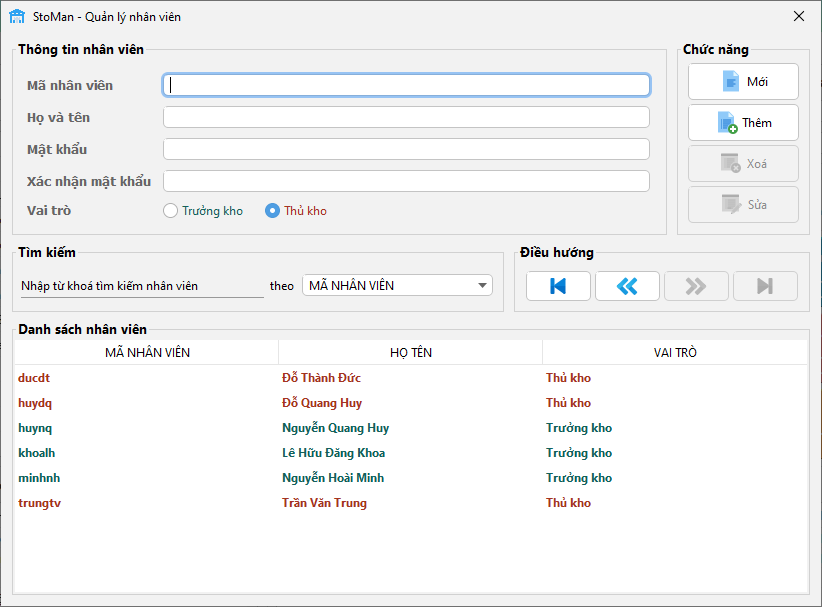 StoMan - Quản lý nhân viên
Thông tin nhân viên
Mã nhân viên
Họ và tên
Mật khẩu
Xác nhận mật khẩu
Vai trò
Trưởng kho Thủ kho
Chức năng
Mới
Thêm
Xoá
Sửa
Tìm kiếm
Nhập từ khoá tìm kiếm nhân viên theo MÃ NHÂN VIÊN
Điều hướng
Danh sách nhân viên
MÃ NHÂN VIÊN HỌ TÊN VAI TRÒ
ducdt Đỗ Thành Đức Thủ kho
huydq Đỗ Quang Huy Thủ kho
huynq Nguyễn Quang Huy Trưởng kho
khoalh Lê Hữu Đăng Khoa Trưởng kho
minhnh Nguyễn Hoài Minh Trưởng kho
trungtv Trần Văn Trung Thủ kho